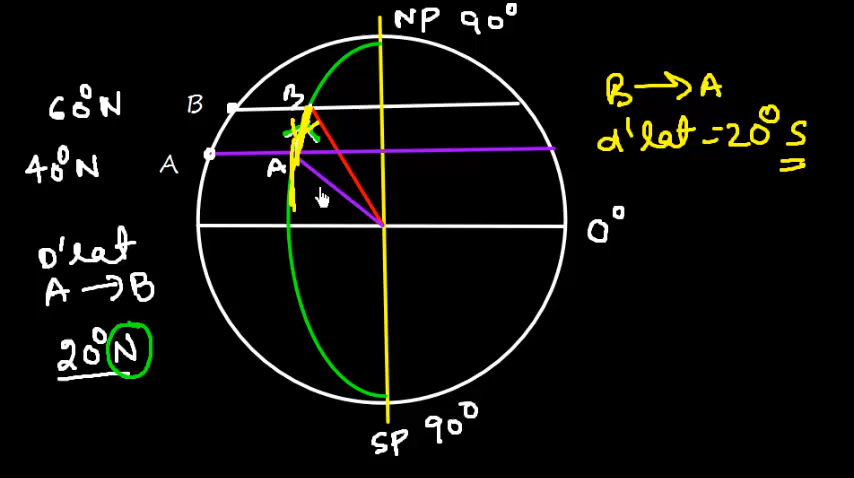 NP 90°
60°N
B
B
40°N
A
A
0°
D'lat
A → B
20°N
SP 90°
B → A
d'lat = 20° S